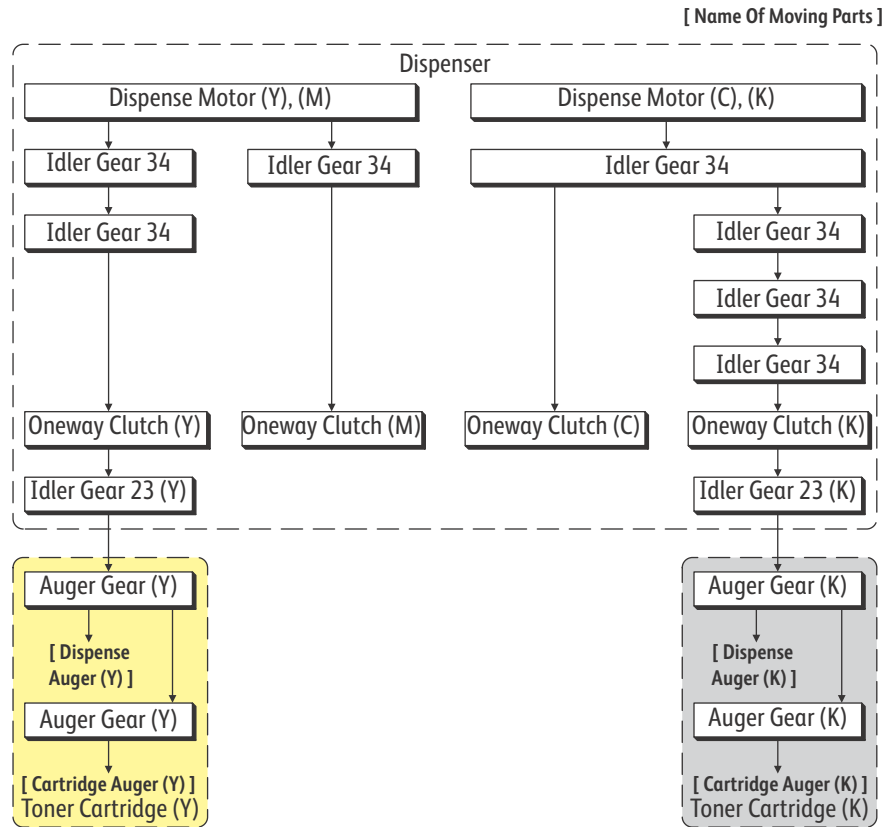 [ Name Of Moving Parts ]
Dispenser
Dispense Motor (Y), (M)
Dispense Motor (C), (K)
Idler Gear 34
Idler Gear 34
Idler Gear 34
Idler Gear 34
Idler Gear 34
Idler Gear 34
Idler Gear 34
Oneway Clutch (Y)
Oneway Clutch (M)
Oneway Clutch (C)
Oneway Clutch (K)
Idler Gear 23 (Y)
Idler Gear 23 (K)
Auger Gear (Y)
Auger Gear (K)
[ Dispense
Auger (Y) ]
[ Dispense
Auger (K) ]
Auger Gear (Y)
Auger Gear (K)
[ Cartridge Auger (Y) ]
[ Cartridge Auger (K) ]
Toner Cartridge (Y)
Toner Cartridge (K)